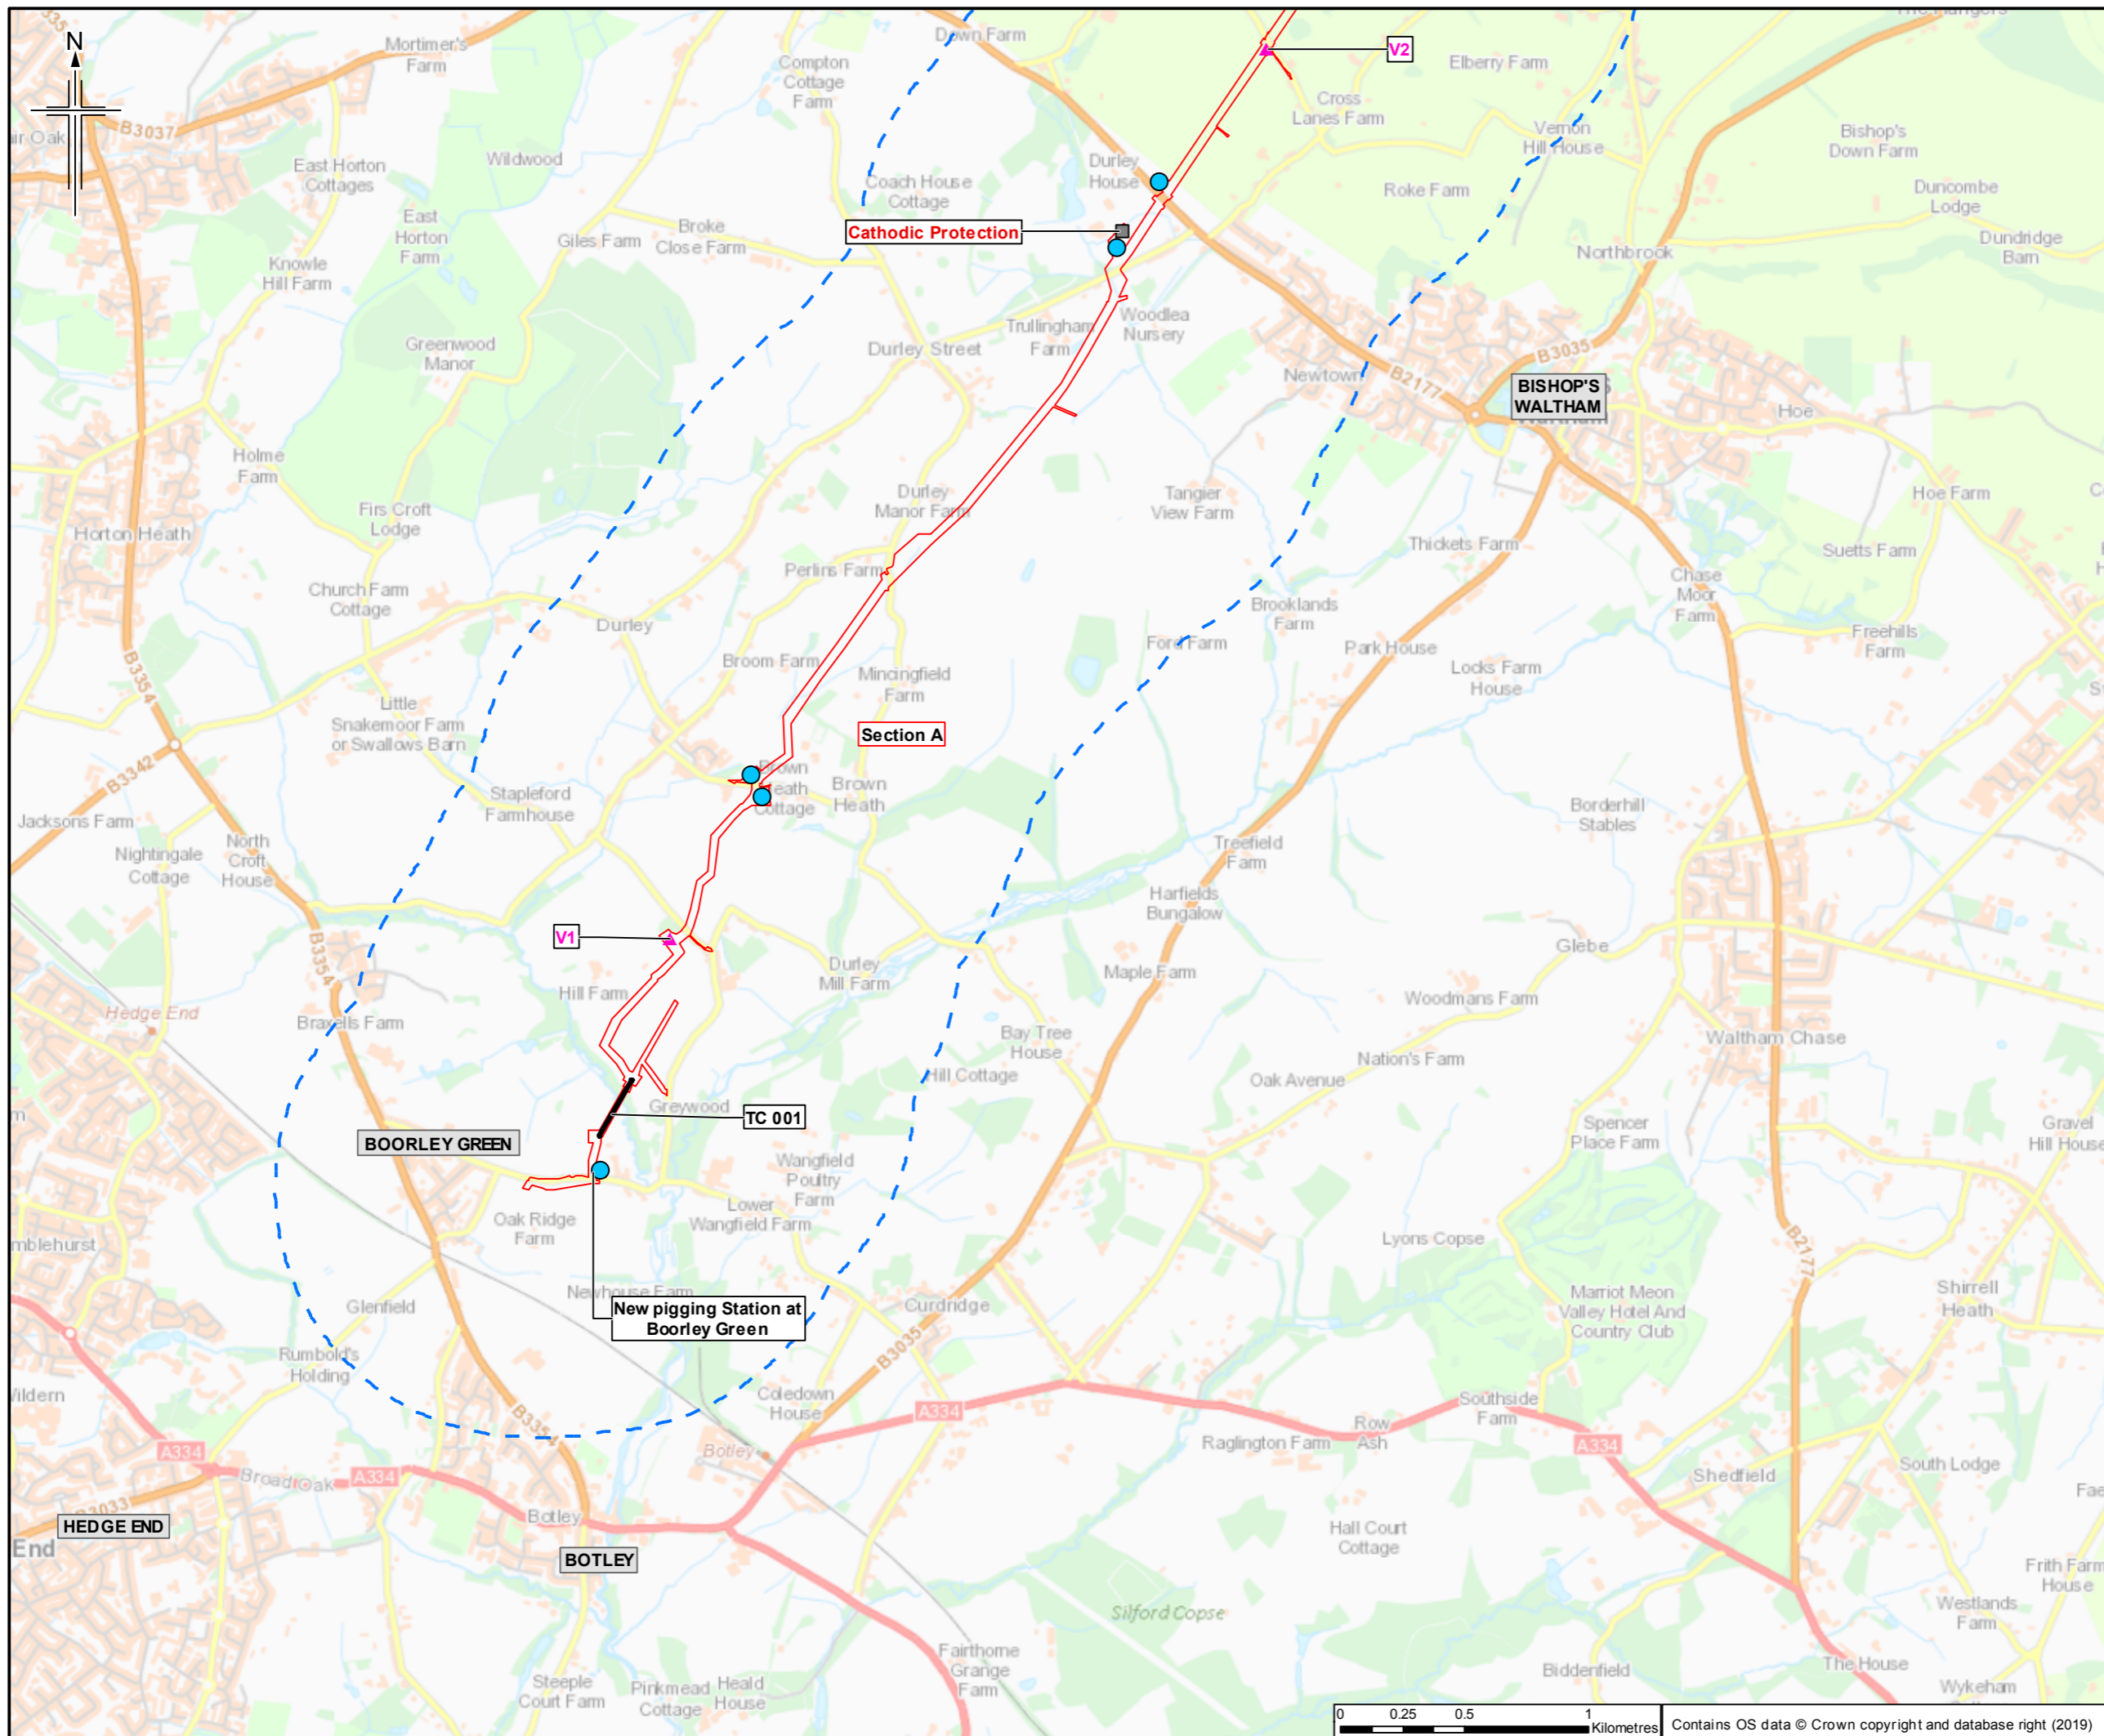 N
Mortimer's
Farm
B3037
East Horton
Cottages
Wildwood
East
Horton
Farm
Knowle
Hill Farm
Giles Farm
Broke
Close Farm
Compton
Cottage
Farm
Down Farm
Coach House
Cottage
Durley
House
V2
Elberry Farm
Cross
Lanes Farm
Vernon
Hill House
Roke Farm
Bishop's
Down Farm
Duncombe
Lodge
Dundridge
Barn
Northbrook
Cathodic Protection
Greenwood
Manor
Durley Street
Trullingham
Farm
Woodlea
Nursery
Newtown
B2177
B3035
BISHOP'S
WALTHAM
Hoe
Holme
Farm
Horton Heath
Firs Croft
Lodge
Durley
Manor Farm
Tangier
View Farm
Thickets Farm
Hoe Farm
Suetts Farm
Chase
Moor
Farm
Freehills
Farm
Church Farm
Cottage
Perlins Farm
Durley
Broom Farm
Mincingfield
Farm
Ford Farm
Brooklands
Farm
Park House
Locks Farm
House
B3354
B3342
Little
Snakemoor Farm
or Swallows Barn
Section A
Brown
Heath
Cottage
Brown
Heath
Stapleford
Farmhouse
Jacksons Farm
Nightingale
Cottage
North
Croft
House
Treefield
Farm
Borderhill
Stables
Harfields
Bungalow
Glebe
V1
B3354
Hill Farm
Durley
Mill Farm
Maple Farm
Woodmans Farm
Hedge End
Braxells Farm
Bay Tree
House
Nation's Farm
Waltham Chase
Hill Cottage
Oak Avenue
Greywood
TC 001
BOORLEY GREEN
Spencer
Place Farm
Gravel
Hill House
Wangfield
Poultry
Farm
Lower
Wangfield Farm
Oak Ridge
Farm
Lyons Copse
B2177
Newhouse Farm
New pigging Station at
Boorley Green
Glenfield
Curdridge
Marriot Meon
Valley Hotel And
Country Club
Shirrell
Heath
Rumbold's
Holding
B3035
B3354
Coledown
House
A334
Southside
Farm
Row
Ash
Raglington Farm
A334
Botley
A334
Broad Oak
A334
B3033
Shedfield
South Lodge
HEDGE END
End
Botley
BOTLEY
Hall Court
Cottage
Frith Farm
House
Silford Copse
Westlands
Farm
Fairthorne
Grange
Farm
Steeple
Court Farm
Pinkmead
Cottage
Heald
House
Biddenfield
The House
Wykeham
0 0.25 0.5 1
Kilometres
Contains OS data © Crown copyright and database right (2019)